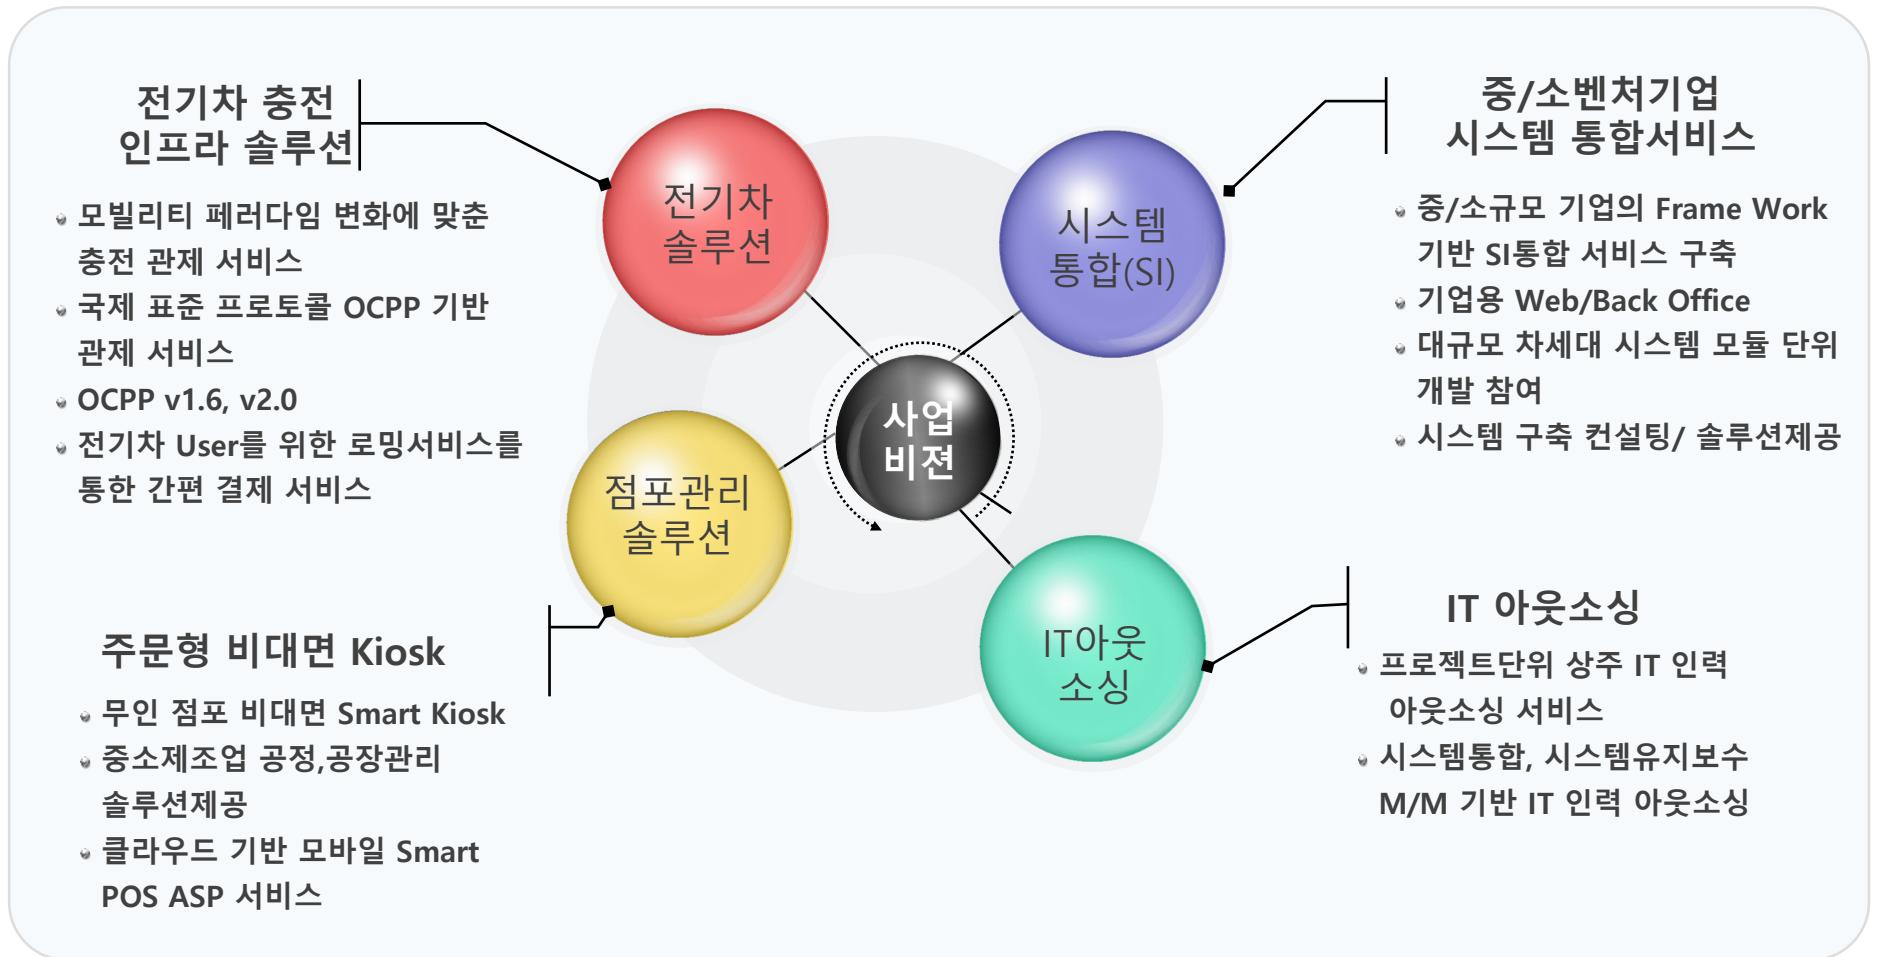 전기차 충전
인프라 솔루션
모빌리티 페러다임 변화에 맞춘
충전 관제 서비스
국제 표준 프로토콜 OCPP 기반
관제 서비스
OCPP v1.6, v2.0
전기차 User를 위한 로밍서비스를
통한 간편 결제 서비스
전기차
솔루션
시스템
통합(SI)
중/소벤처기업
시스템 통합서비스
중/소규모 기업의 Frame Work
기반 SI통합 서비스 구축
기업용 Web/Back Office
대규모 차세대 시스템 모듈 단위
개발 참여
시스템 구축 컨설팅/ 솔루션제공
사업
비젼
점포관리
솔루션
IT아웃
소싱
주문형 비대면 Kiosk
무인 점포 비대면 Smart Kiosk
중소제조업 공정,공장관리
솔루션제공
클라우드 기반 모바일 Smart
POS ASP 서비스
IT 아웃소싱
프로젝트단위 상주 IT 인력
아웃소싱 서비스
시스템통합, 시스템유지보수
M/M 기반 IT 인력 아웃소싱